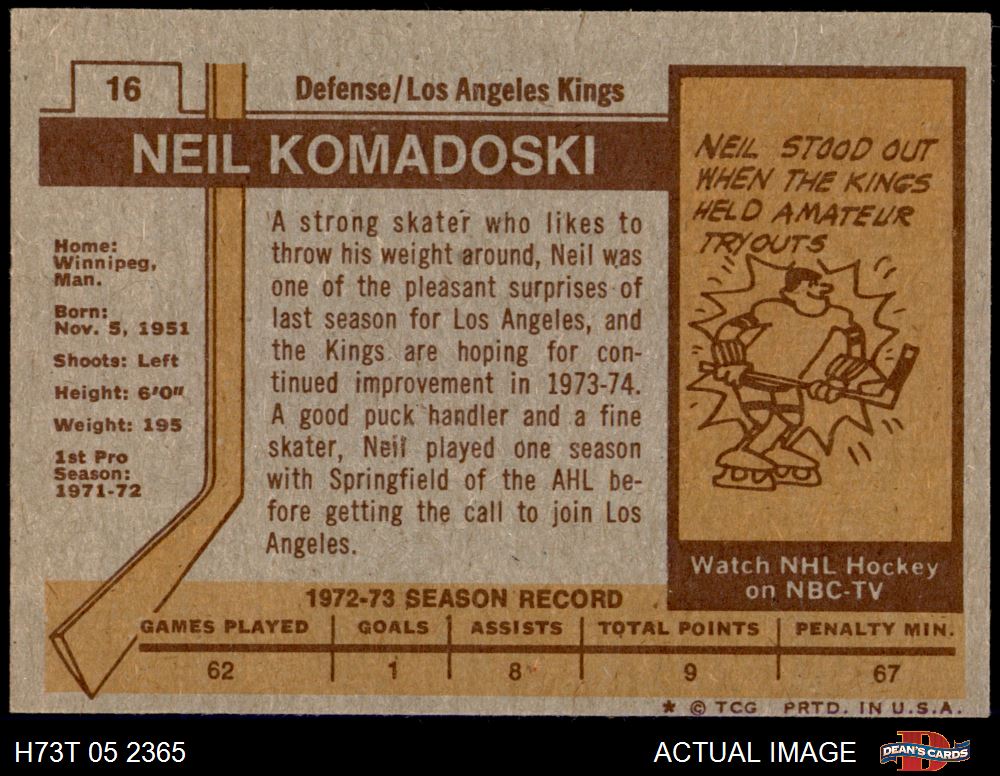 16
Defense/Los Angeles Kings
NEIL KOMADOSKI
Home:
Winnipeg,
Man.
Born:
Nov. 5, 1951
Shoots: Left
Height: 6'0"
Weight: 195
1st Pro
Season:
1971-72
A strong skater who likes to
throw his weight around, Neil was
one of the pleasant surprises of
last season for Los Angeles, and
the Kings are hoping for con-
tinued improvement in 1973-74.
A good puck handler and a fine
skater, Neil played one season
with Springfield of the AHL be-
fore getting the call to join Los
Angeles.
NEIL STOOD OUT
WHEN THE KINGS
HELD AMATEUR
TRYOUTS
Watch NHL Hockey
on NBC-TV
1972-73 SEASON RECORD
GAMES PLAYED GOALS ASSISTS TOTAL POINTS PENALTY MIN.
62 1 8 9 67
* © TCG PRTD. IN U.S.A.
H73T 05 2365 ACTUAL IMAGE DEAN'S CARDS